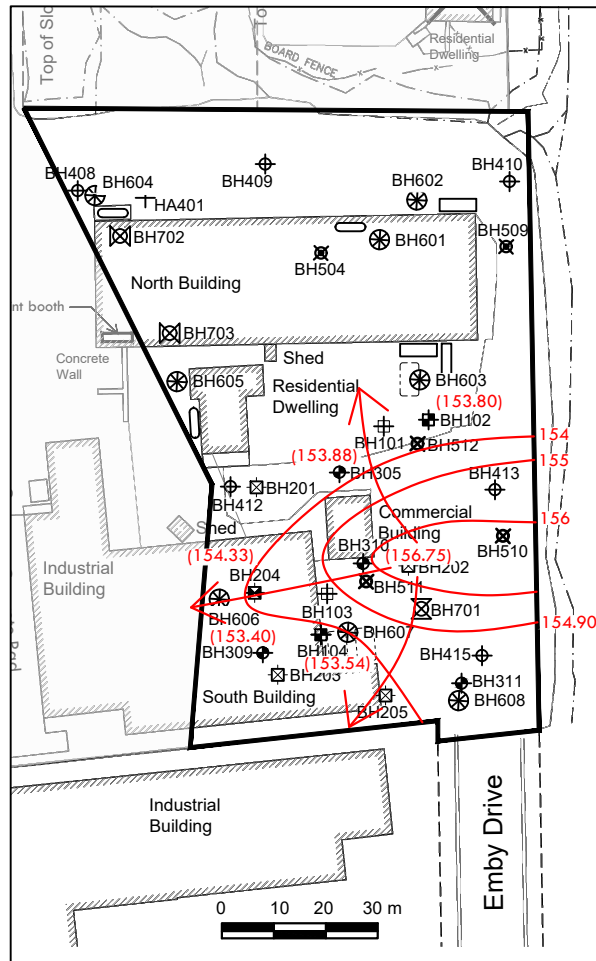 Top of Slo
To
BOARD FENCE
Residential
Dwelling
BH408
BH604
HA401
BH409
BH602
BH410
BH702
BH601
BH509
BH504
North Building
nt booth
BH703
Concrete
Wall
Shed
BH605
Residential
Dwelling
BH603
(153.80)
BH102
BH101
BH512
154
155
(153.88)
BH305
BH413
BH412
BH201
Shed
Commercial
Building
156
BH310
(154.33)
(156.75)
BH202
BH510
Industrial
Building
BH204
BH511
BH103
BH701
154.90
BH606
(153.40)
BH607
BH104
BH309
(153.54)
BH415
BH203
South Building
BH311
BH205
BH608
Industrial
Building
Emby Drive
0 10 20 30 m